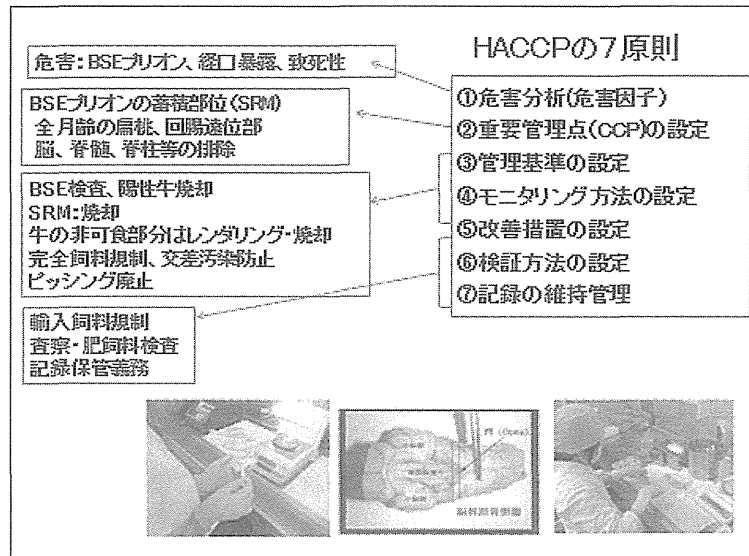 HACCPの7原則
危害：BSEプリオン、経口暴露、致死性
BSEプリオンの蓄積部位（SRM）
全月齢の扁桃、回腸遠位部
脳、脊髄、脊柱等の排除
BSE検査、陽性牛焼却
SRM：焼却
牛の非可食部分はレンダリング・焼却
完全飼料規制、交差汚染防止
ピッシング廃止
輸入飼料規制
査察・肥飼料検査
記録保管義務
①危害分析(危害因子)
②重要管理点(CCP)の設定
③管理基準の設定
④モニタリング方法の設定
⑤改善措置の設定
⑥検証方法の設定
⑦記録の維持管理